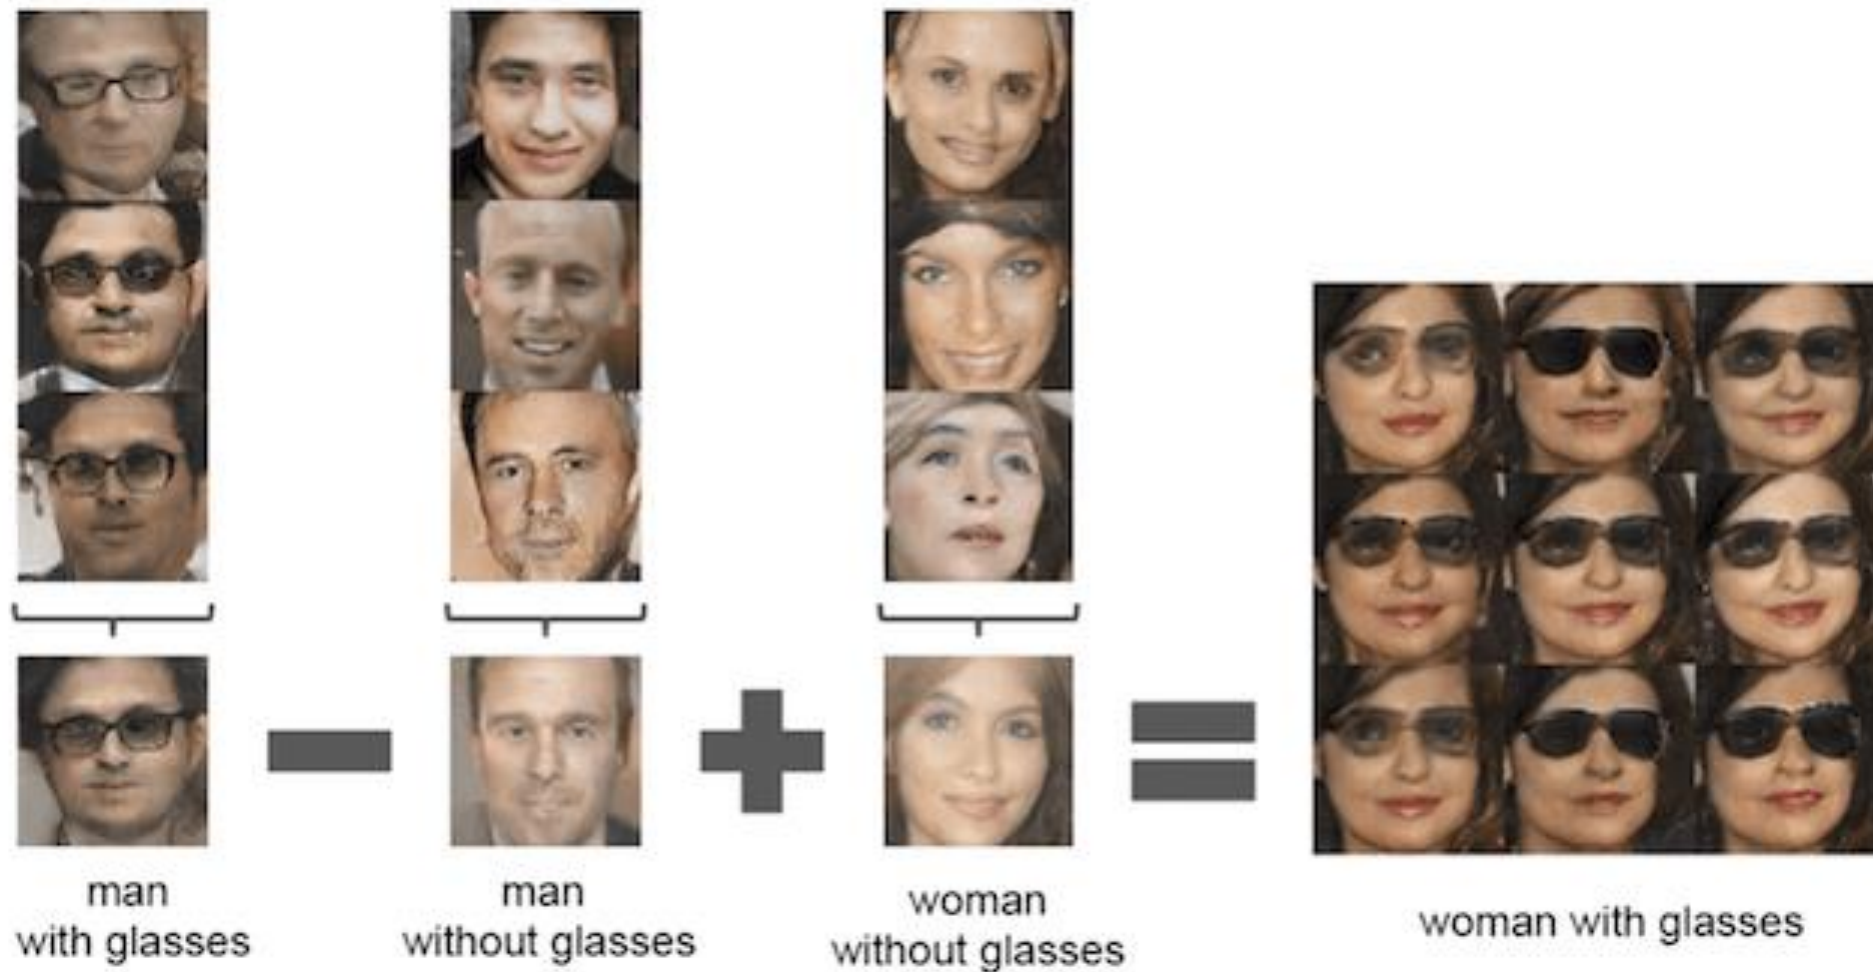 man
with glasses
man
without glasses
woman
without glasses
woman with glasses